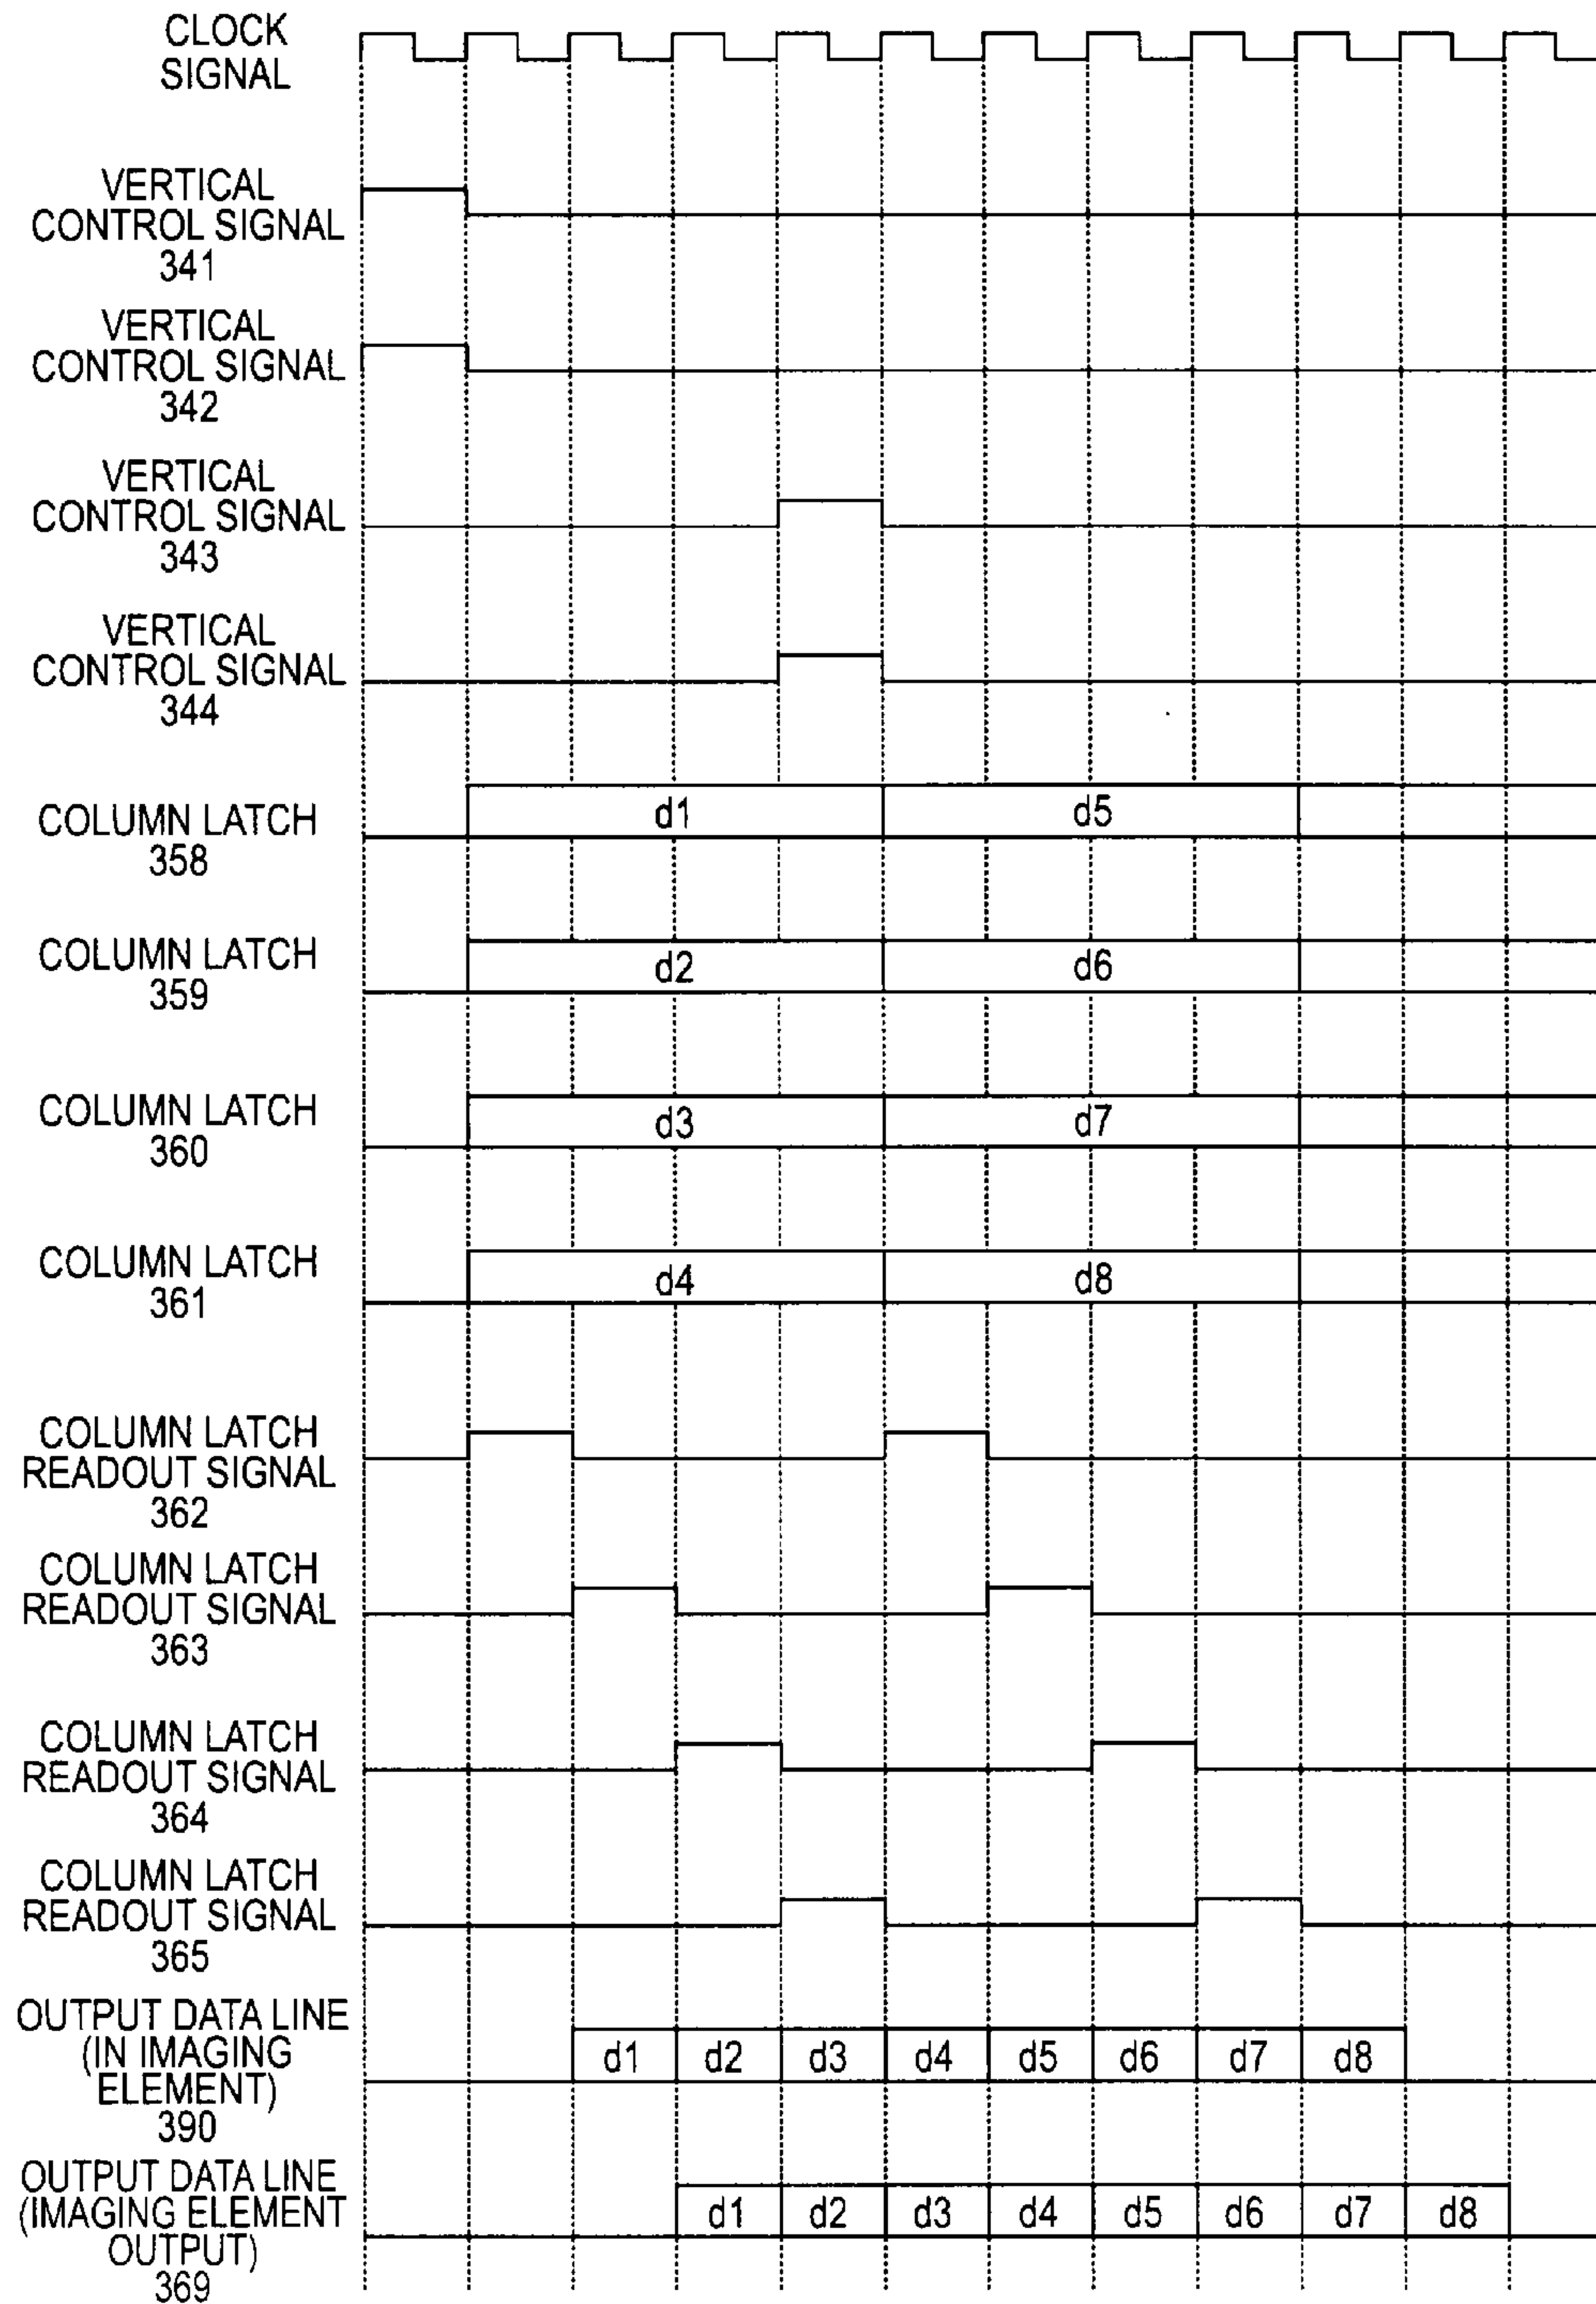 CLOCK
SIGNAL
VERTICAL
CONTROL SIGNAL
341
VERTICAL
CONTROL SIGNAL
342
VERTICAL
CONTROL SIGNAL
343
VERTICAL
CONTROL SIGNAL
344
COLUMN LATCH
358
d1 d5
COLUMN LATCH
359
d2 d6
COLUMN LATCH
360
d3 d7
COLUMN LATCH
361
d4 d8
COLUMN LATCH
READOUT SIGNAL
362
COLUMN LATCH
READOUT SIGNAL
363
COLUMN LATCH
READOUT SIGNAL
364
COLUMN LATCH
READOUT SIGNAL
365
OUTPUT DATA LINE
(IN IMAGING
ELEMENT)
390
d1 d2 d3 d4 d5 d6 d7 d8
OUTPUT DATA LINE
(IMAGING ELEMENT
OUTPUT)
369
d1 d2 d3 d4 d5 d6 d7 d8